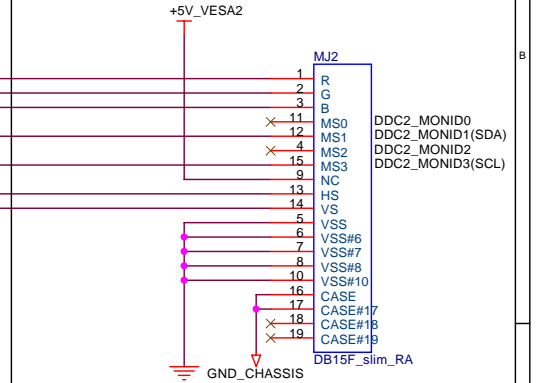 +5V_VESA2
B
MJ2
1 R
2 G
3 B
11 MS0 DDC2_MONID0
12 MS1 DDC2_MONID1(SDA)
4 MS2 DDC2_MONID2
15 MS3 DDC2_MONID3(SCL)
9 NC
13 HS
14 VS
5 VSS
6 VSS#6
7 VSS#7
8 VSS#8
10 VSS#10
16 CASE
17 CASE#17
18 CASE#18
19 CASE#19
DB15F_slim_RA
GND_CHASSIS